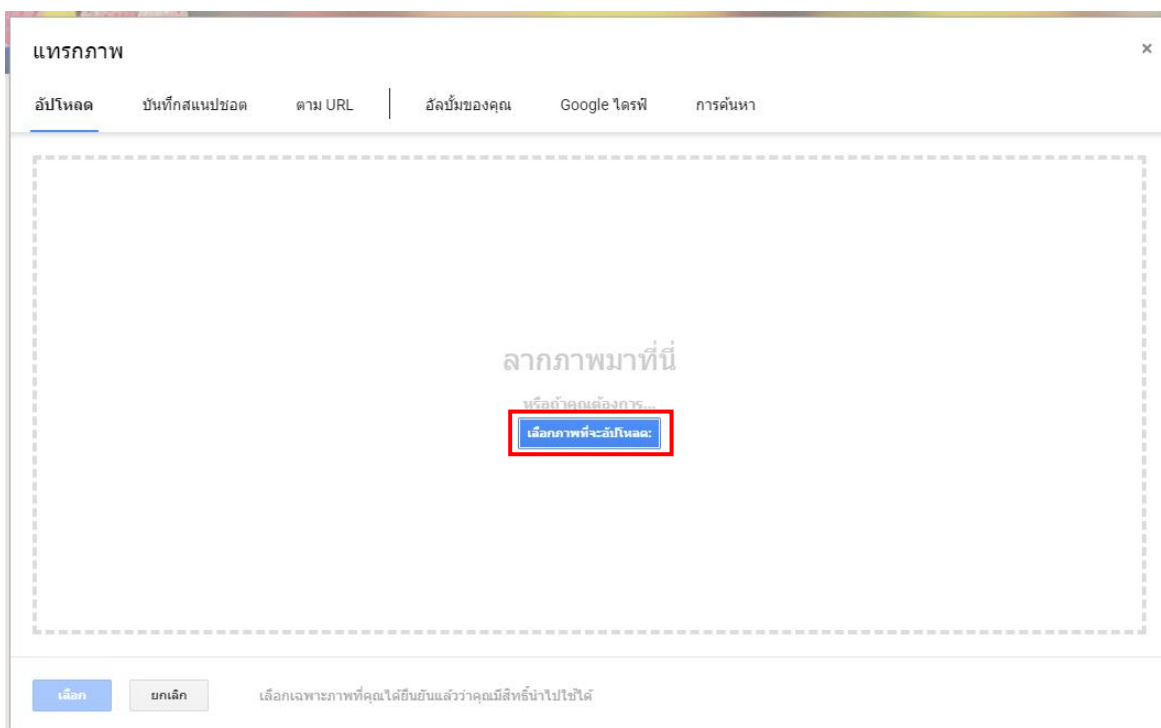 แทรกภาพ
×
อัปโหลด บันทึกสแนปชอต ตาม URL อัลบั้มของคุณ Google ไดรฟ์ การค้นหา
ลากภาพมาที่นี่
หรือถ้าคุณต้องการ...
เลือกภาพที่จะอัปโหลด:
เลือก ยกเลิก เลือกเฉพาะภาพที่คุณได้ยืนยันแล้วว่าคุณมีสิทธิ์นำไปใช้ได้